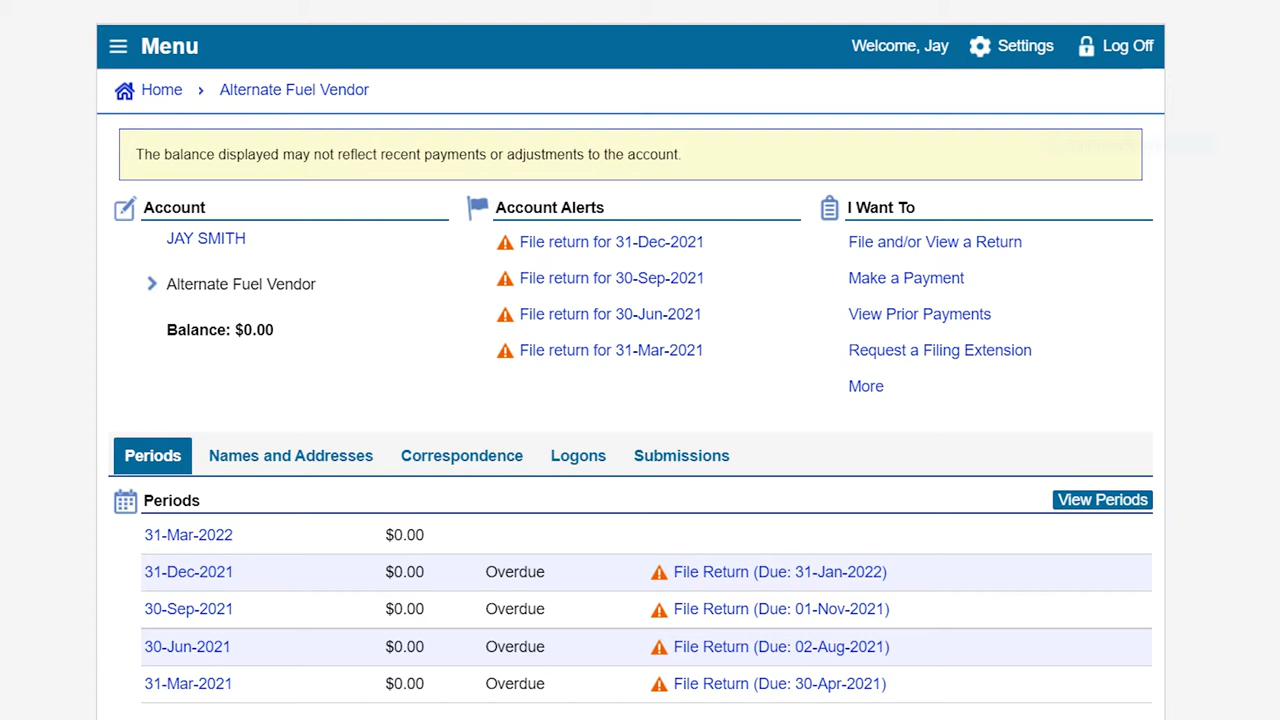 Menu
Welcome, Jay Settings Log Off
Home › Alternate Fuel Vendor
The balance displayed may not reflect recent payments or adjustments to the account.
Account
JAY SMITH
Alternate Fuel Vendor
Balance: $0.00
Account Alerts
File return for 31-Dec-2021
File return for 30-Sep-2021
File return for 30-Jun-2021
File return for 31-Mar-2021
I Want To
File and/or View a Return
Make a Payment
View Prior Payments
Request a Filing Extension
More
Periods Names and Addresses Correspondence Logons Submissions
Periods View Periods
31-Mar-2022 $0.00
31-Dec-2021 $0.00 Overdue File Return (Due: 31-Jan-2022)
30-Sep-2021 $0.00 Overdue File Return (Due: 01-Nov-2021)
30-Jun-2021 $0.00 Overdue File Return (Due: 02-Aug-2021)
31-Mar-2021 $0.00 Overdue File Return (Due: 30-Apr-2021)